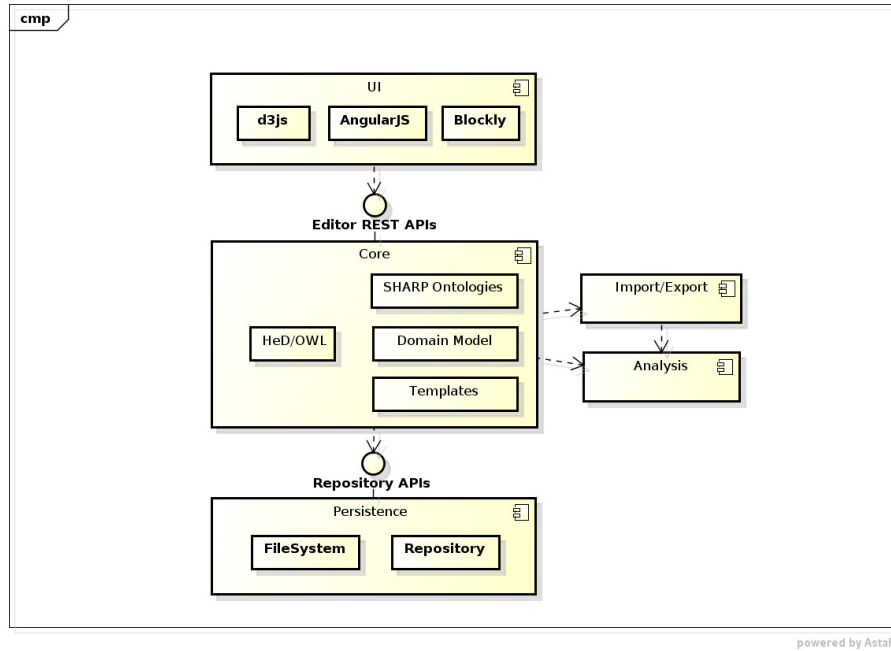 cmp
UI
d3js AngularJS Blockly
Editor REST APIs
Core
SHARP Ontologies
HeD/OWL
Domain Model
Templates
Import/Export
Analysis
Repository APIs
Persistence
FileSystem Repository
powered by Astah